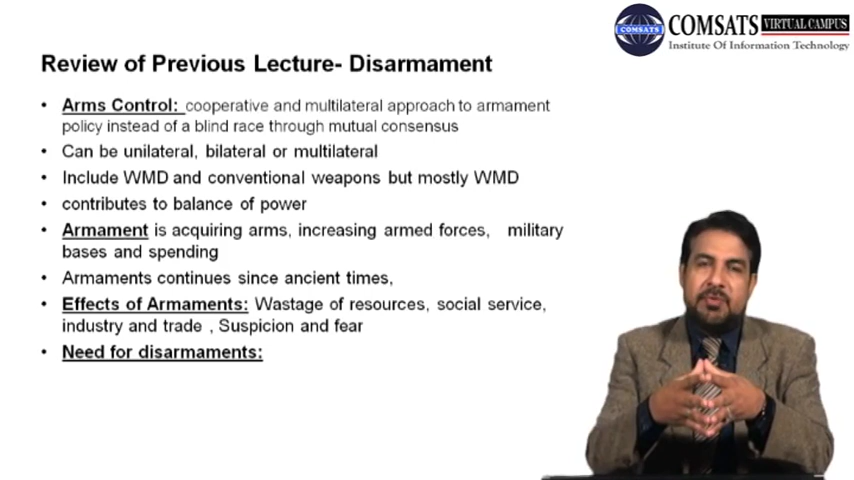 COMSATS VIRTUAL CAMPUS
COMSATS
Institute Of Information Technology
Review of Previous Lecture- Disarmament
• Arms Control: cooperative and multilateral approach to armament
policy instead of a blind race through mutual consensus
• Can be unilateral, bilateral or multilateral
• Include WMD and conventional weapons but mostly WMD
• contributes to balance of power
• Armament is acquiring arms, increasing armed forces, military
bases and spending
• Armaments continues since ancient times,
• Effects of Armaments: Wastage of resources, social service,
industry and trade , Suspicion and fear
• Need for disarmaments: